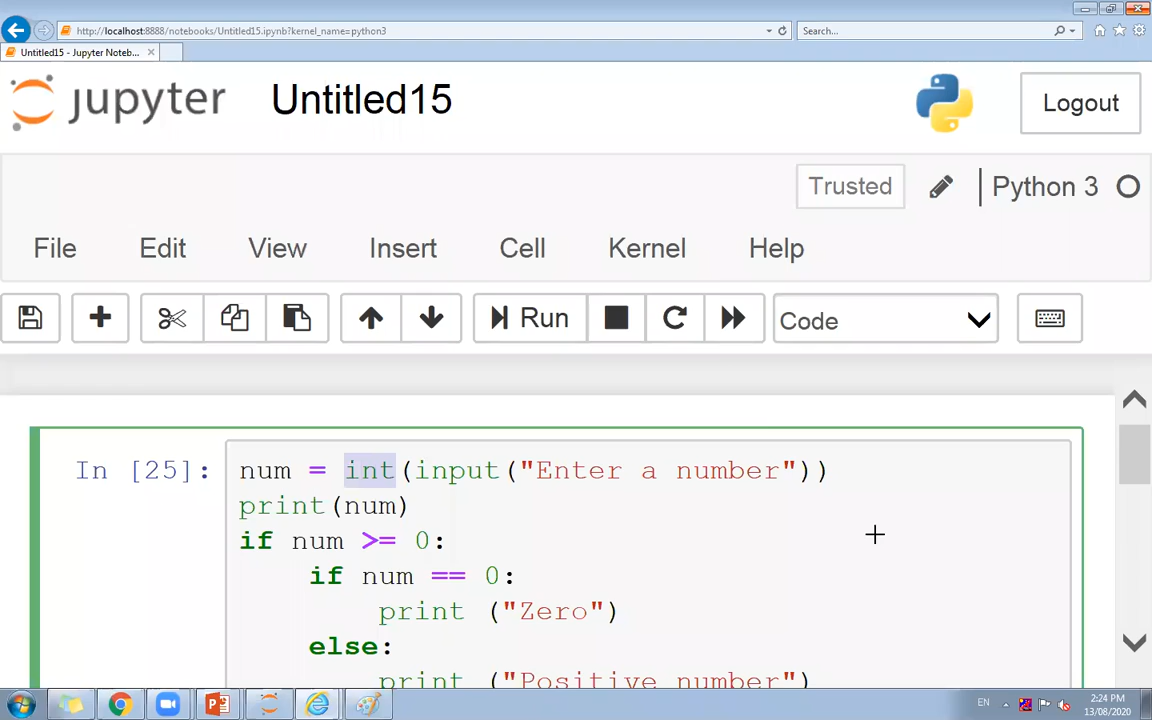 http://localhost:8888/notebooks/Untitled15.ipynb?kernel_name=python3
Search...
Untitled15 - Jupyter Noteb...
jupyter Untitled15
Logout
Trusted
Python 3
File Edit View Insert Cell Kernel Help
Run
Code
In [25]: num = int(input("Enter a number"))
print(num)
if num >= 0:
if num == 0:
print ("Zero")
else:
print ("Positive number")
EN
2:24 PM
13/08/2020